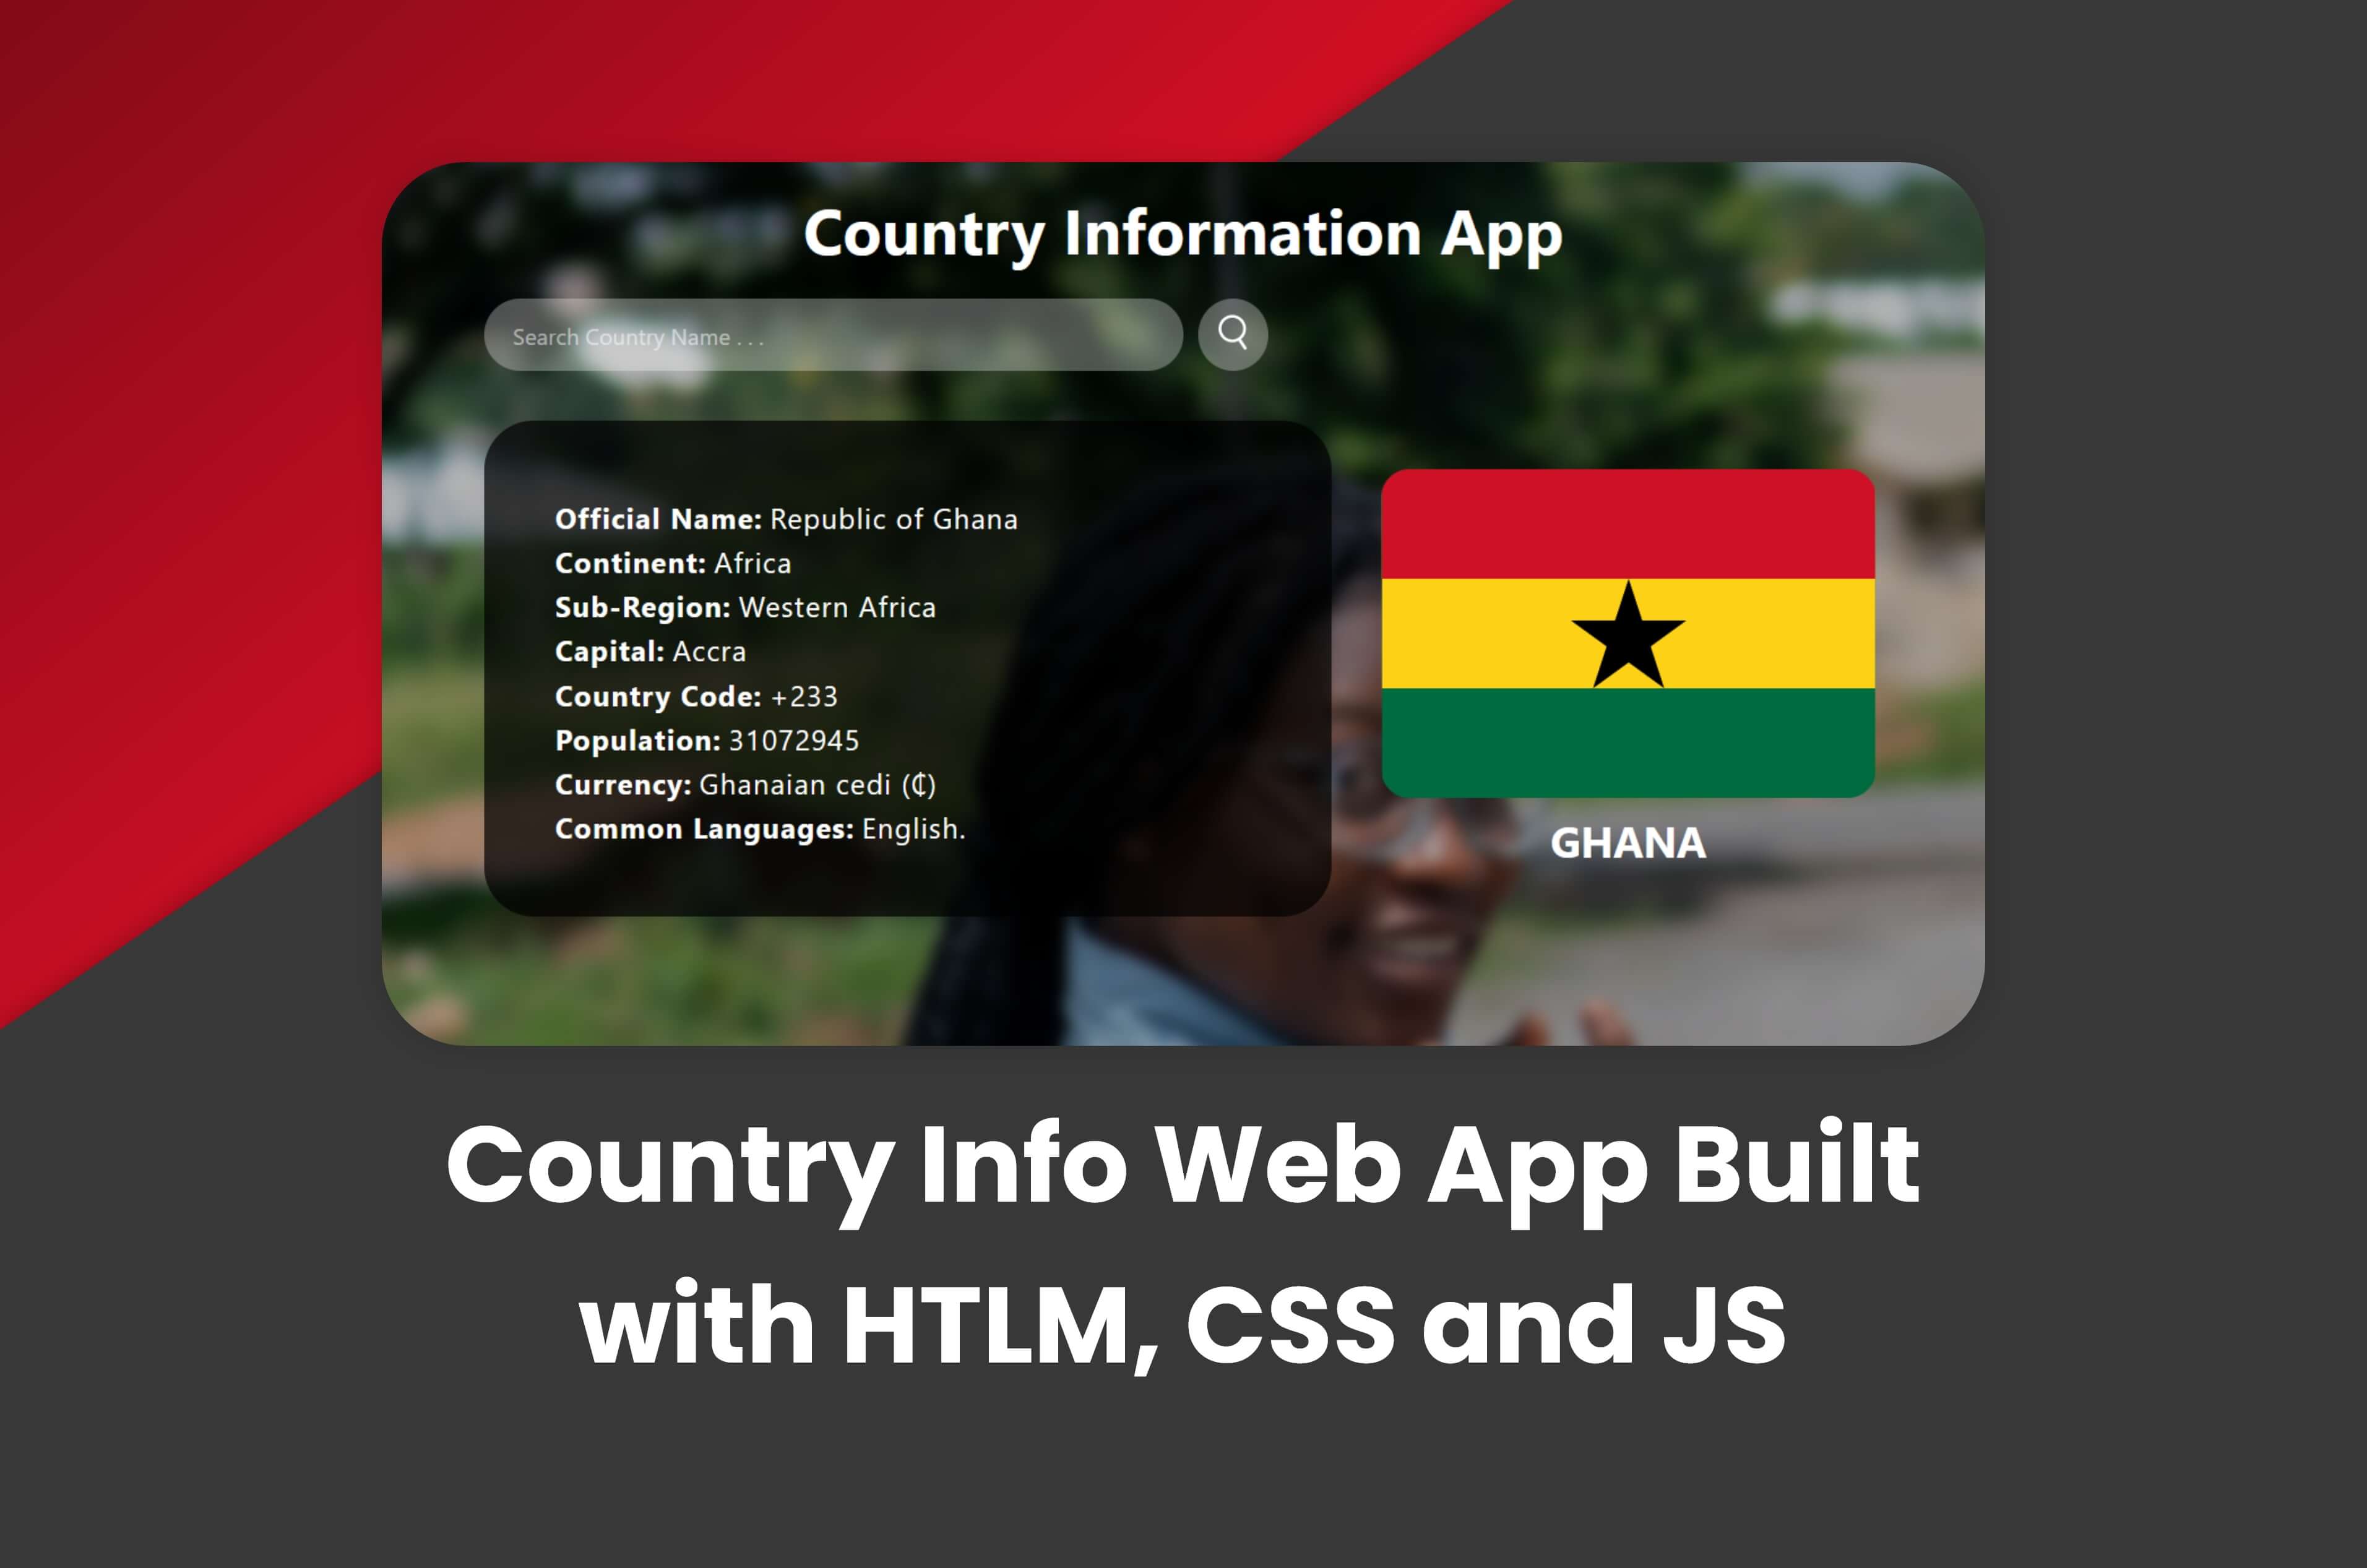 Country Information App
Search Country Name . . .
Official Name: Republic of Ghana
Continent: Africa
Sub-Region: Western Africa
Capital: Accra
Country Code: +233
Population: 31072945
Currency: Ghanaian cedi (₵)
Common Languages: English.
GHANA
Country Info Web App Built
with HTLM, CSS and JS